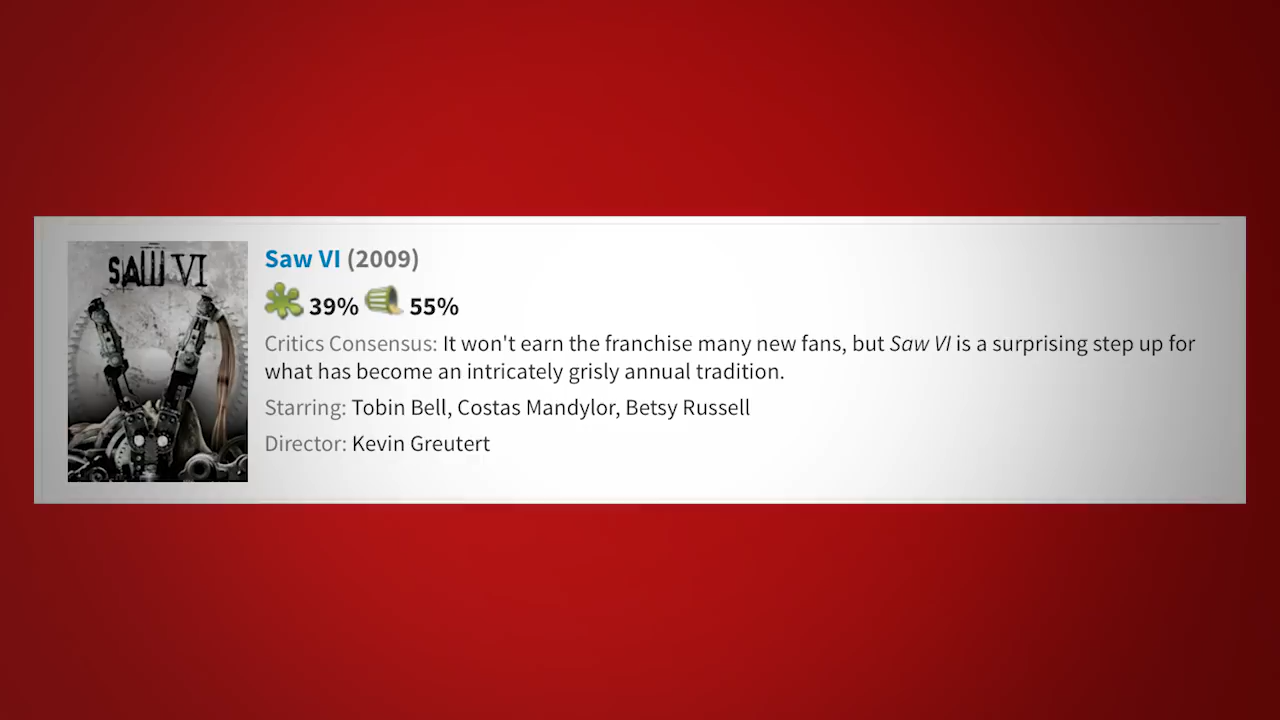 SAW VI
Saw VI (2009)
39% 55%
Critics Consensus: It won't earn the franchise many new fans, but Saw VI is a surprising step up for
what has become an intricately grisly annual tradition.
Starring: Tobin Bell, Costas Mandylor, Betsy Russell
Director: Kevin Greutert